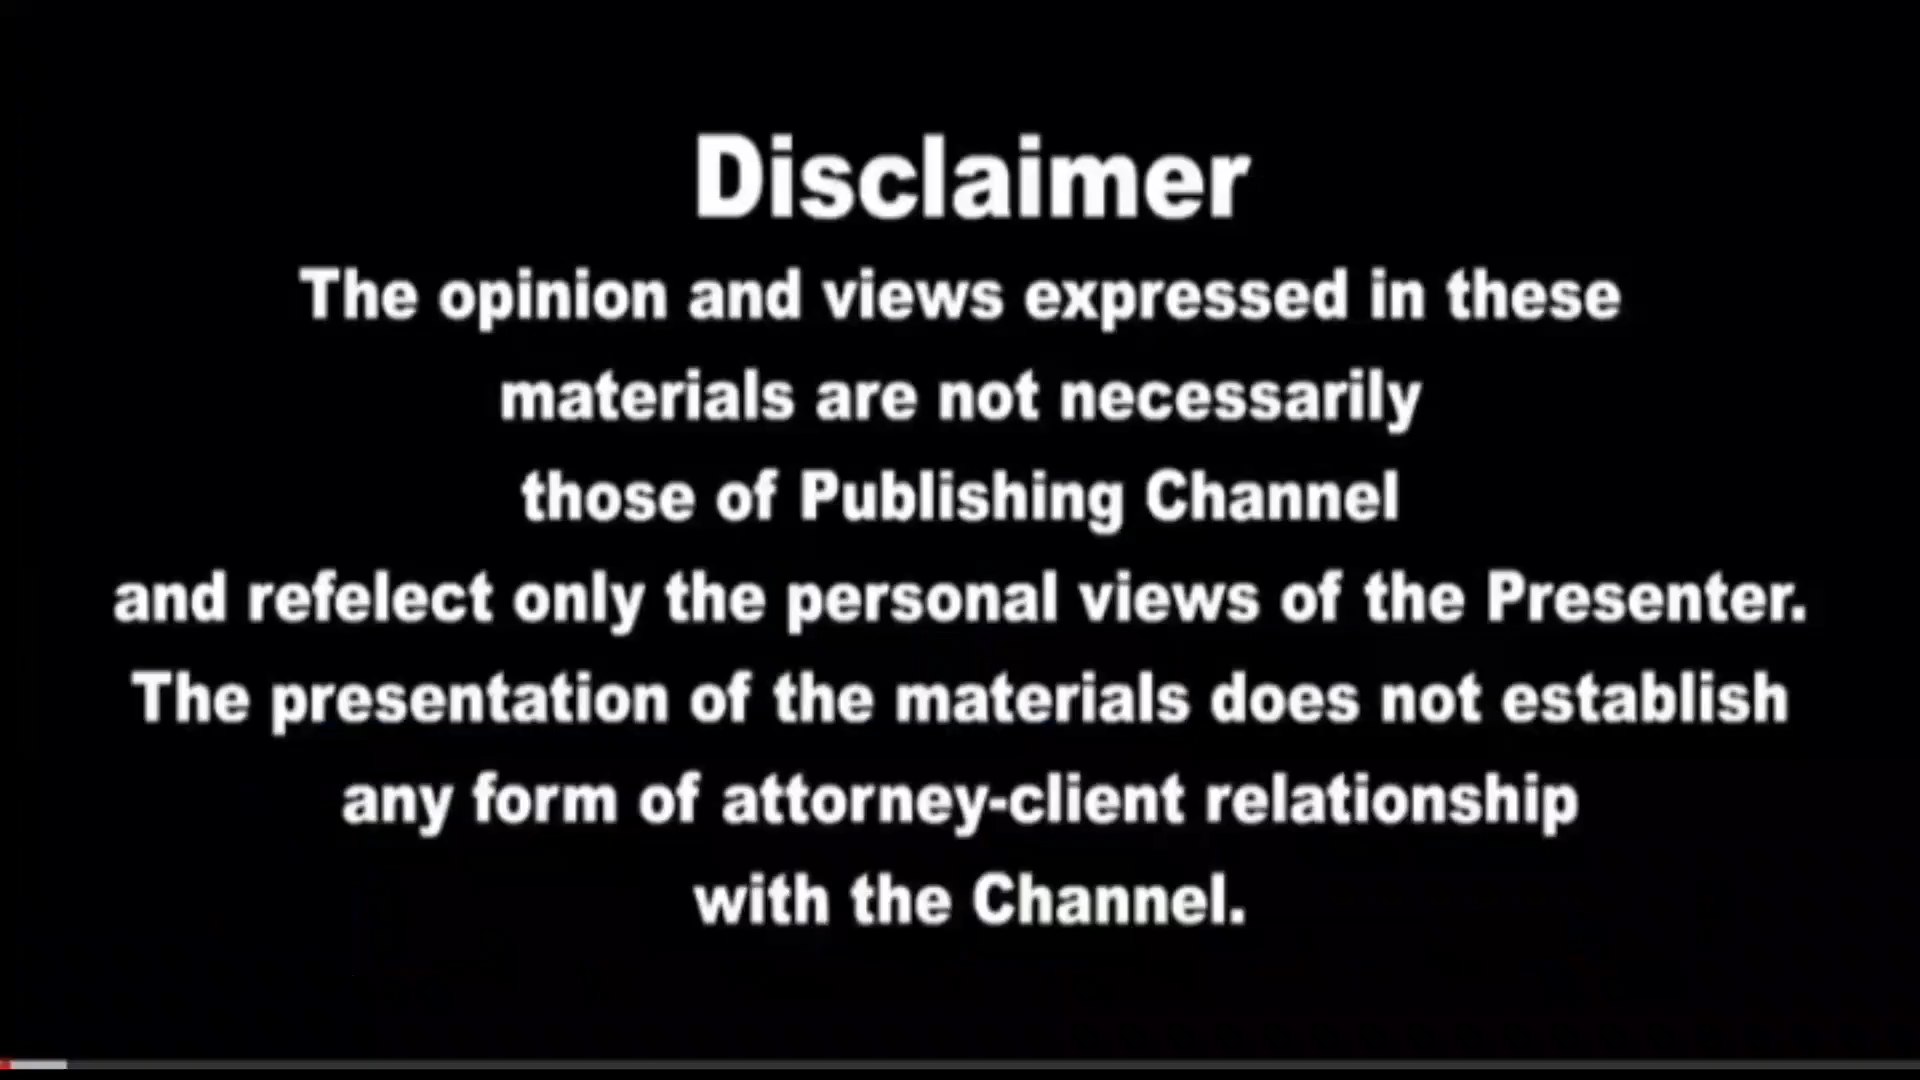 Disclaimer
The opinion and views expressed in these
materials are not necessarily
those of Publishing Channel
and refelect only the personal views of the Presenter.
The presentation of the materials does not establish
any form of attorney-client relationship
with the Channel.